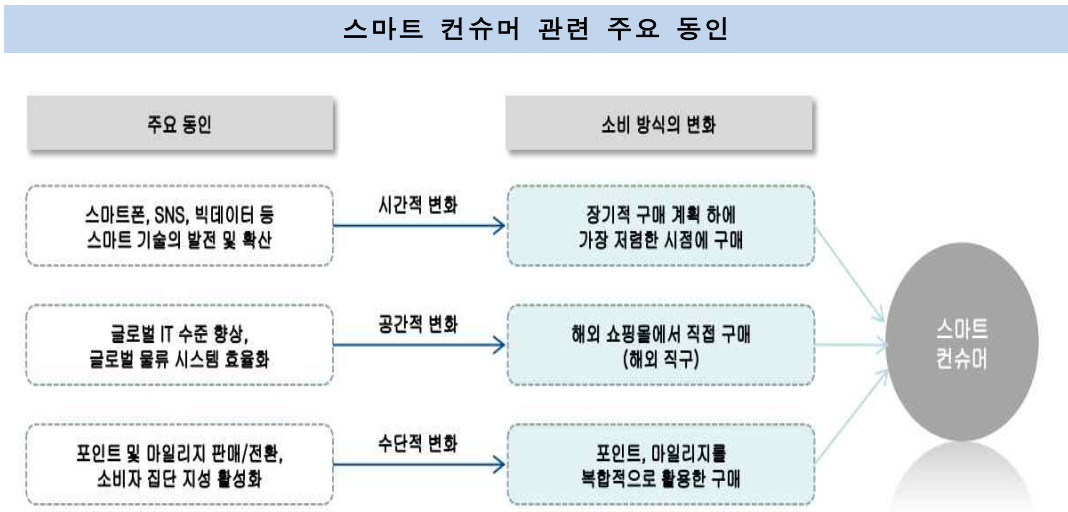 스마트 컨슈머 관련 주요 동인
주요 동인
소비 방식의 변화
스마트폰, SNS, 빅데이터 등
스마트 기술의 발전 및 확산
시간적 변화
장기적 구매 계획 하에
가장 저렴한 시점에 구매
글로벌 IT 수준 향상,
글로벌 물류 시스템 효율화
공간적 변화
해외 쇼핑몰에서 직접 구매
(해외 직구)
포인트 및 마일리지 판매/전환,
소비자 집단 지성 활성화
수단적 변화
포인트, 마일리지를
복합적으로 활용한 구매
스마트
컨슈머